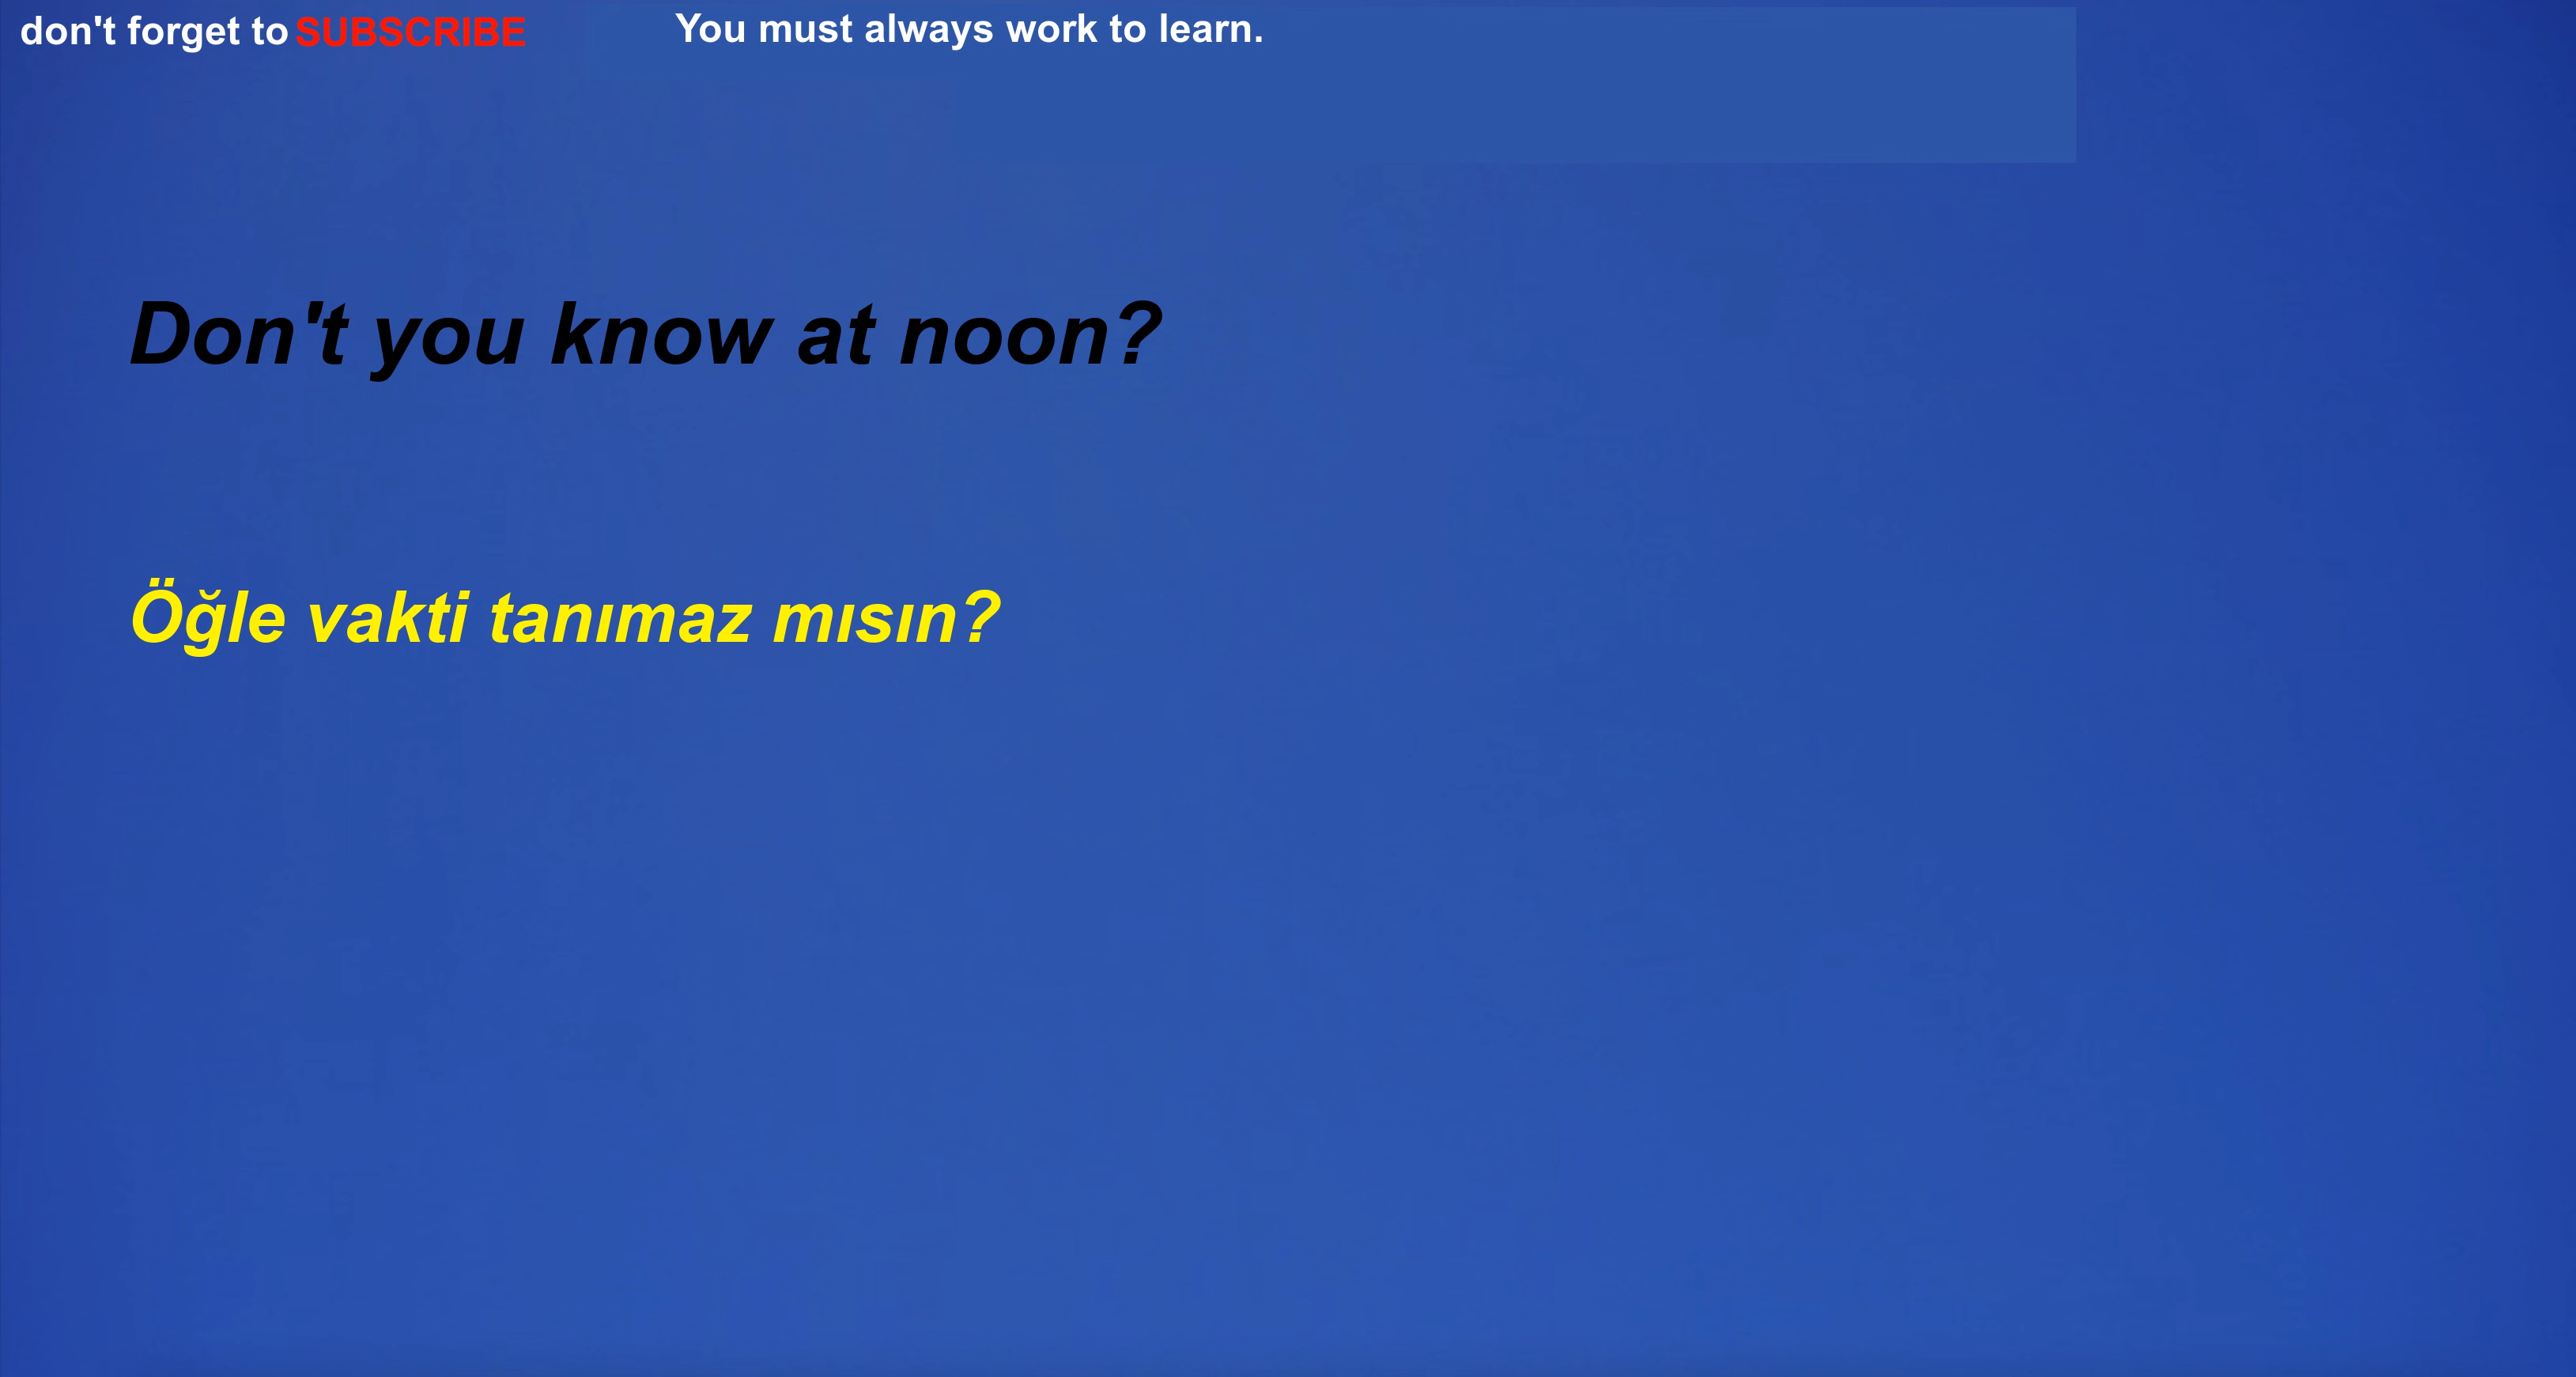 don't forget to SUBSCRIBE You must always work to learn.
Don't you know at noon?
Öğle vakti tanımaz mısın?